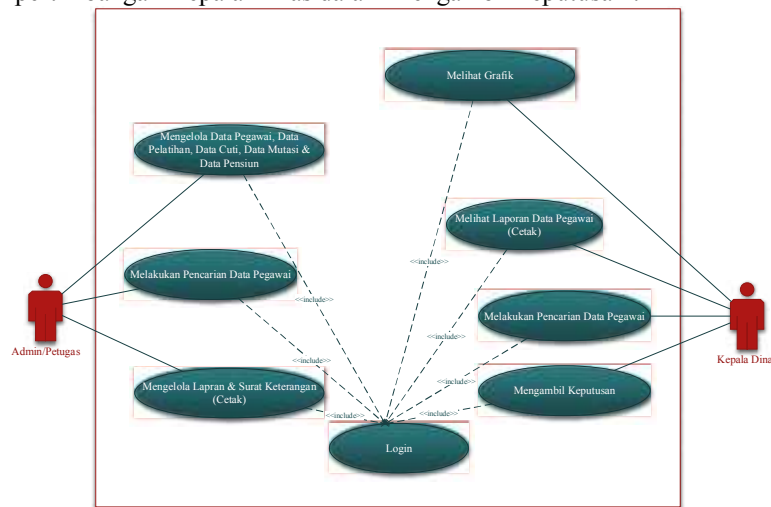 Melihat Grafik
Mengelola Data Pegawai, Data
Pelatihan, Data Cuti, Data Mutasi &
Data Pensiun
Melihat Laporan Data Pegawai
(Cetak)
<<include>>
Melakukan Pencarian Data Pegawai
<<include>>
<<include>>
Melakukan Pencarian Data Pegawai
Admin/Petugas
Kepala Dina
<<include>>
<<include>>
Mengelola Lapran & Surat Keterangan
(Cetak)
Mengambil Keputusan
<<include>>
<<include>>
Login